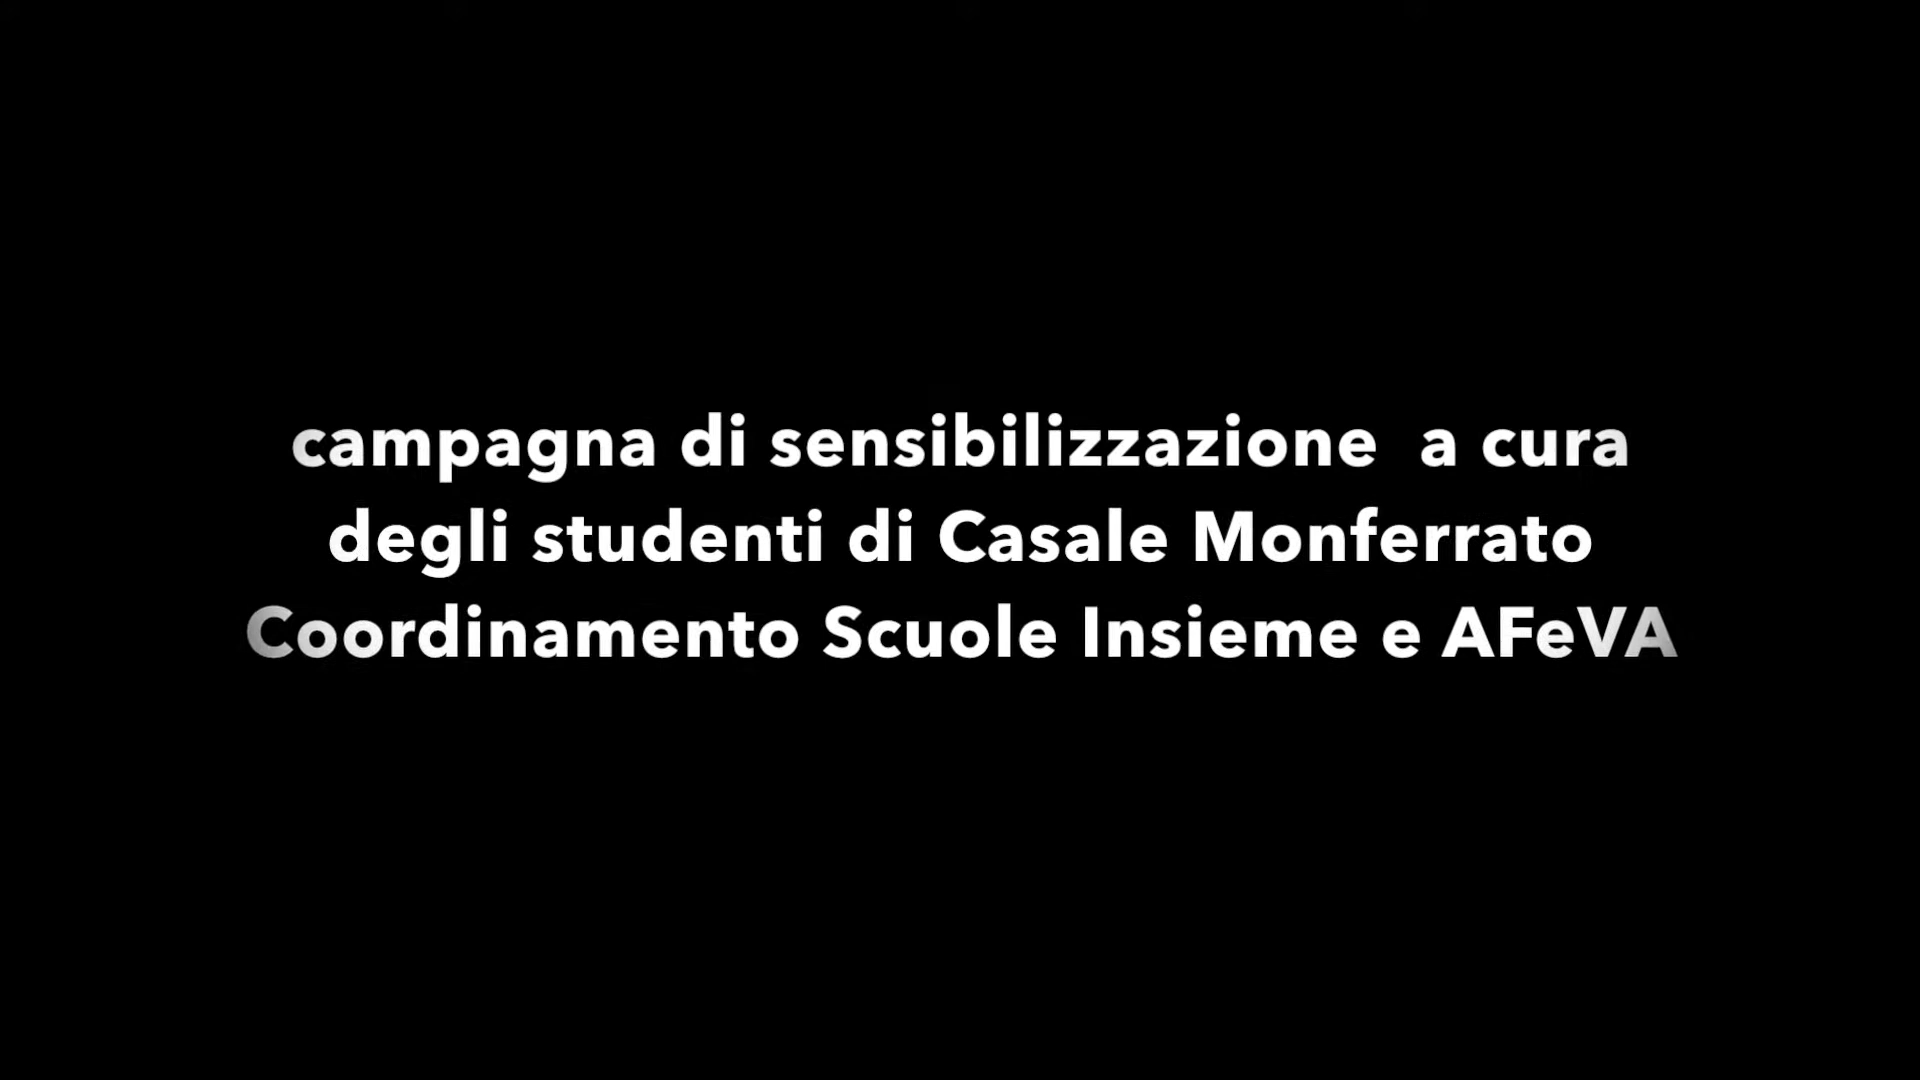 campagna di sensibilizzazione  a cura
degli studenti di Casale Monferrato
Coordinamento Scuole Insieme e AFeVA